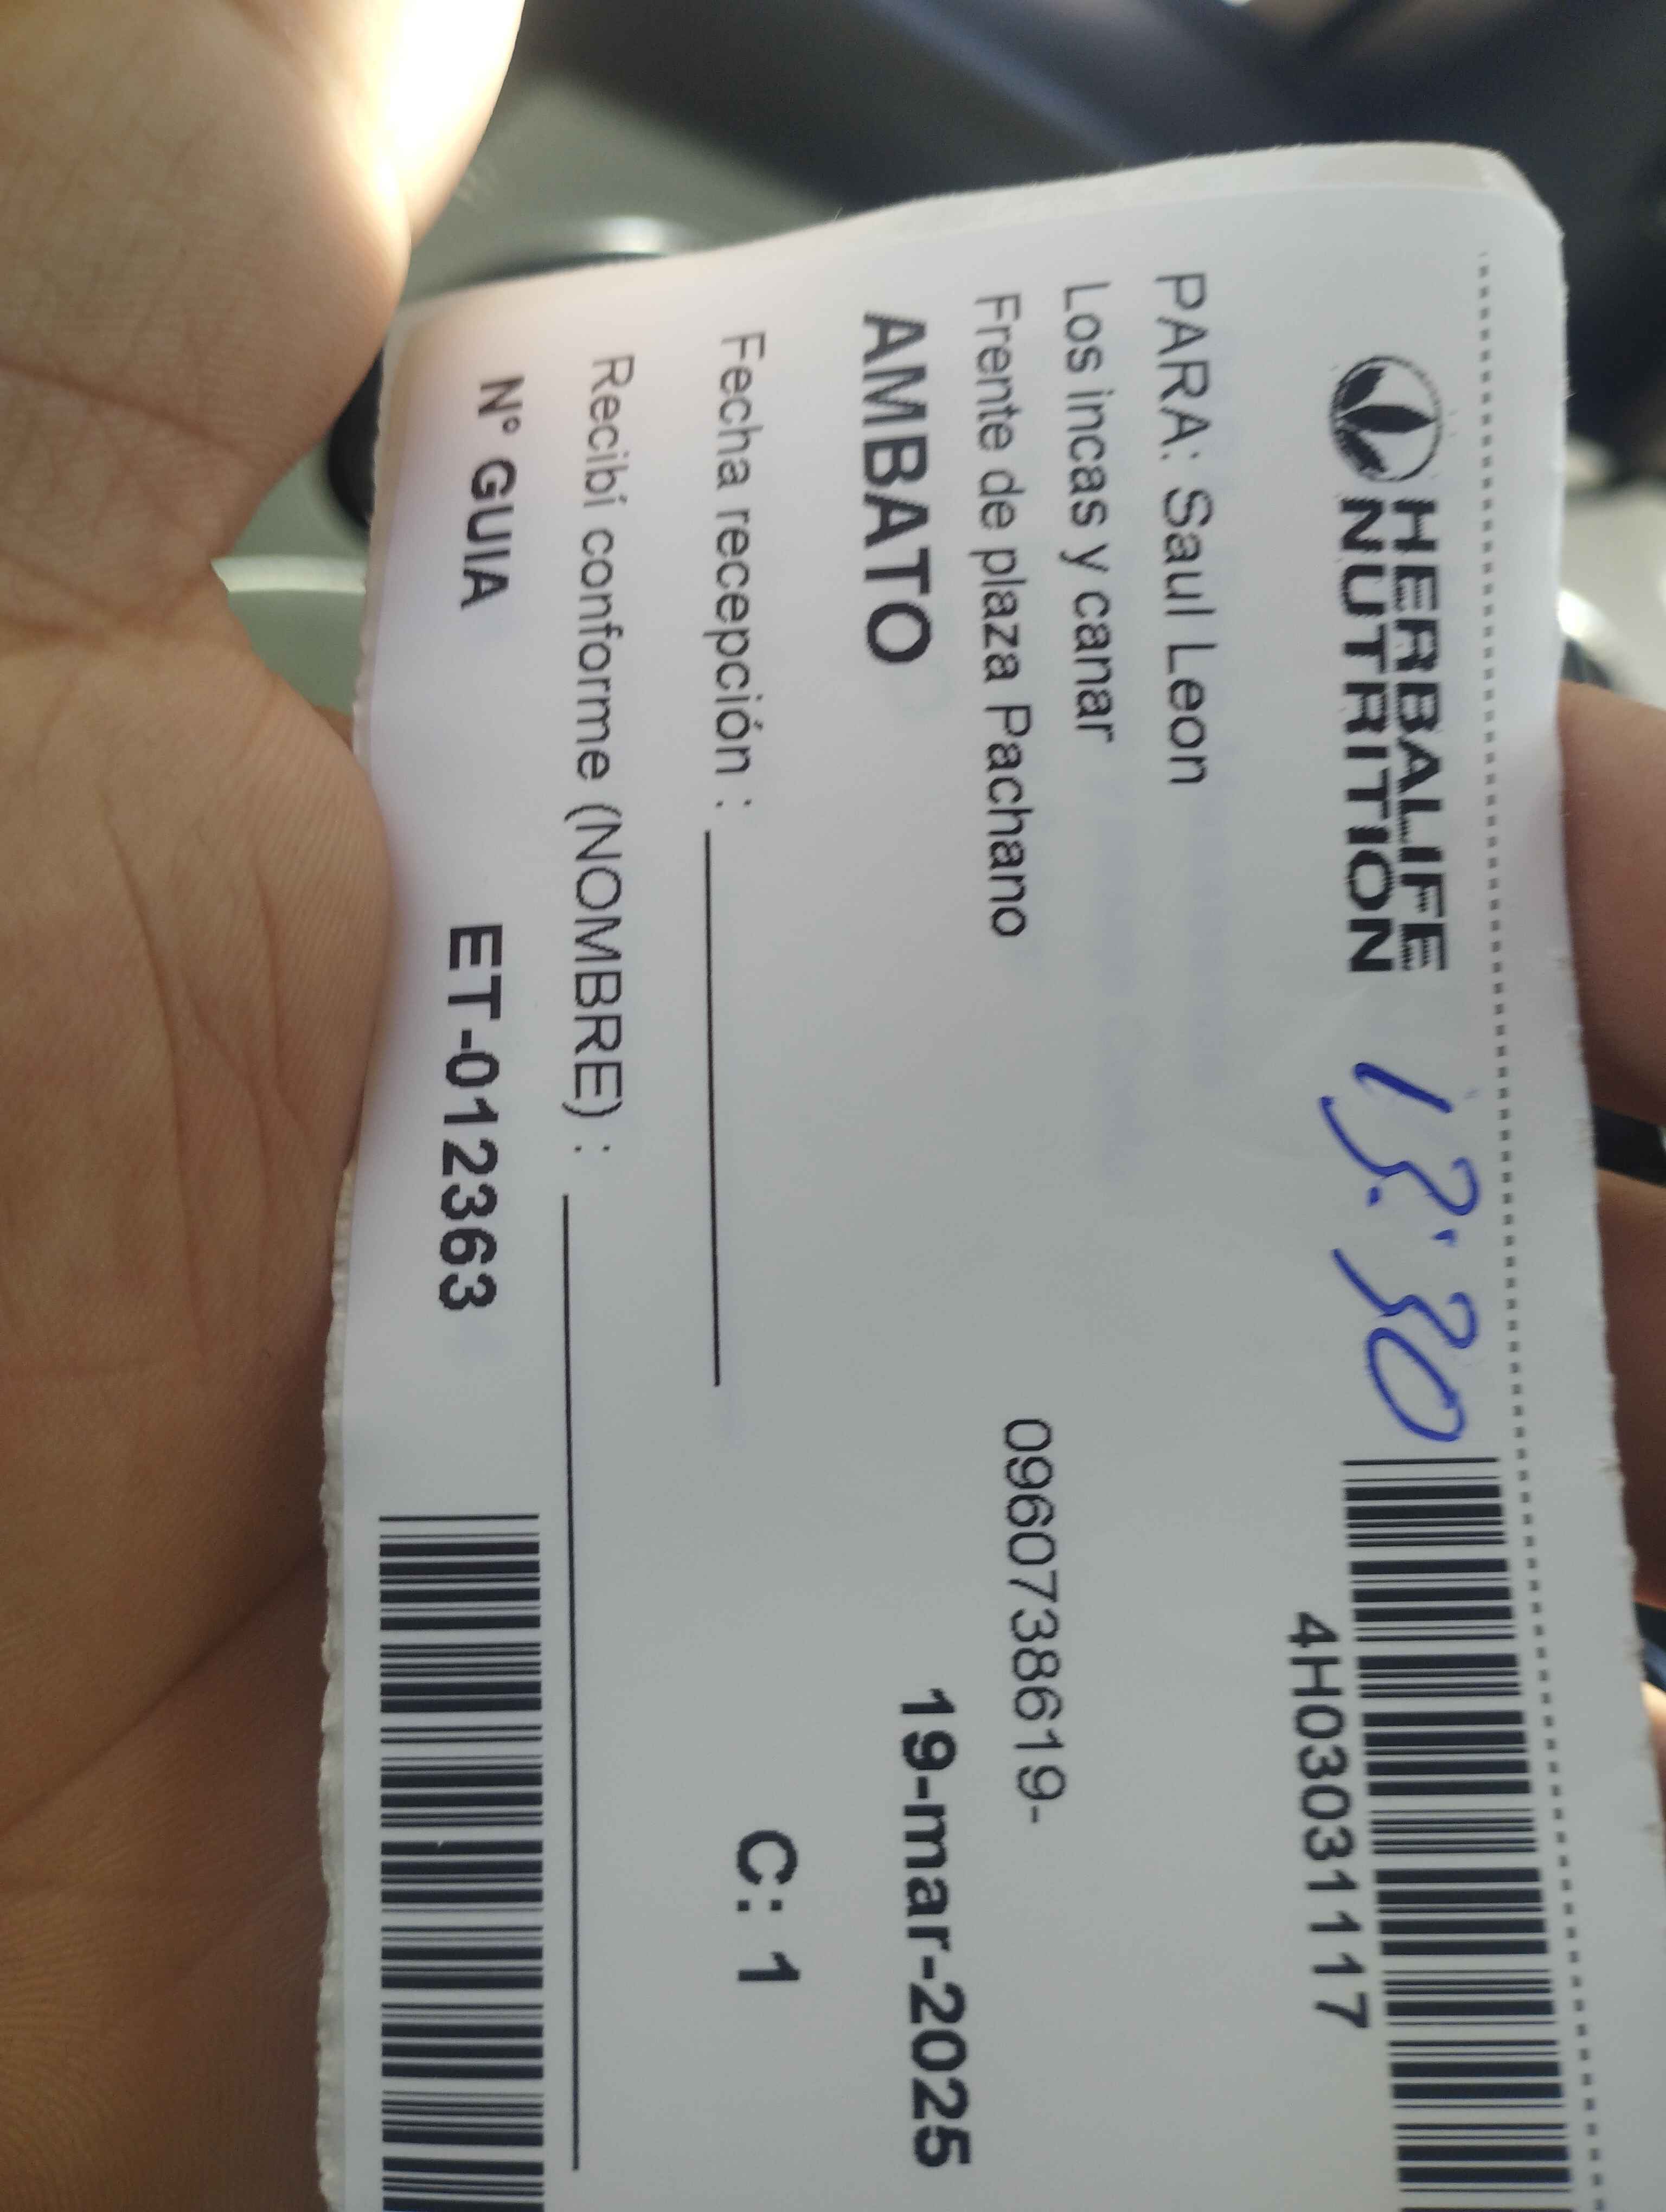 HERBALIFE
NUTRITION
13:30
4H03031117
PARA: Saul Leon
Los incas y canar
Frente de plaza Pachano
0960738619-
AMBATO
19-mar-2025
Fecha recepción :
C: 1
Recibí conforme (NOMBRE) :
N° GUIA ET-012363